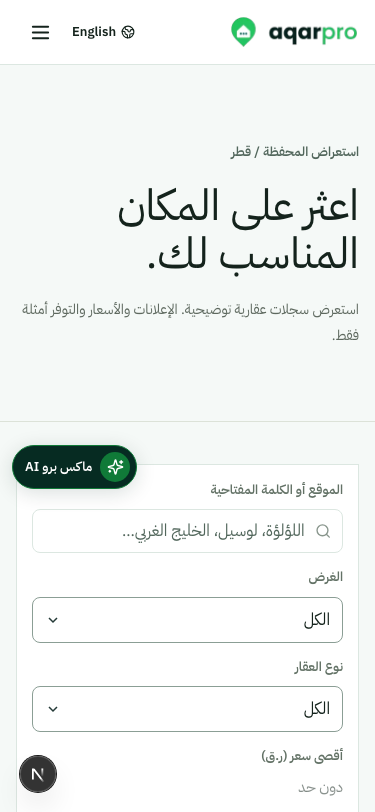 aqarpro
English
استعراض المحفظة / قطر
اعثر على المكان
المناسب لك.
استعرض سجلات عقارية توضيحية. الإعلانات والأسعار والتوفر أمثلة
فقط.
ماكس برو AI
الموقع أو الكلمة المفتاحية
اللؤلؤة، لوسيل، الخليج الغربي...
الغرض
الكل
نوع العقار
الكل
أقصى سعر (ر.ق)
دون حد
N